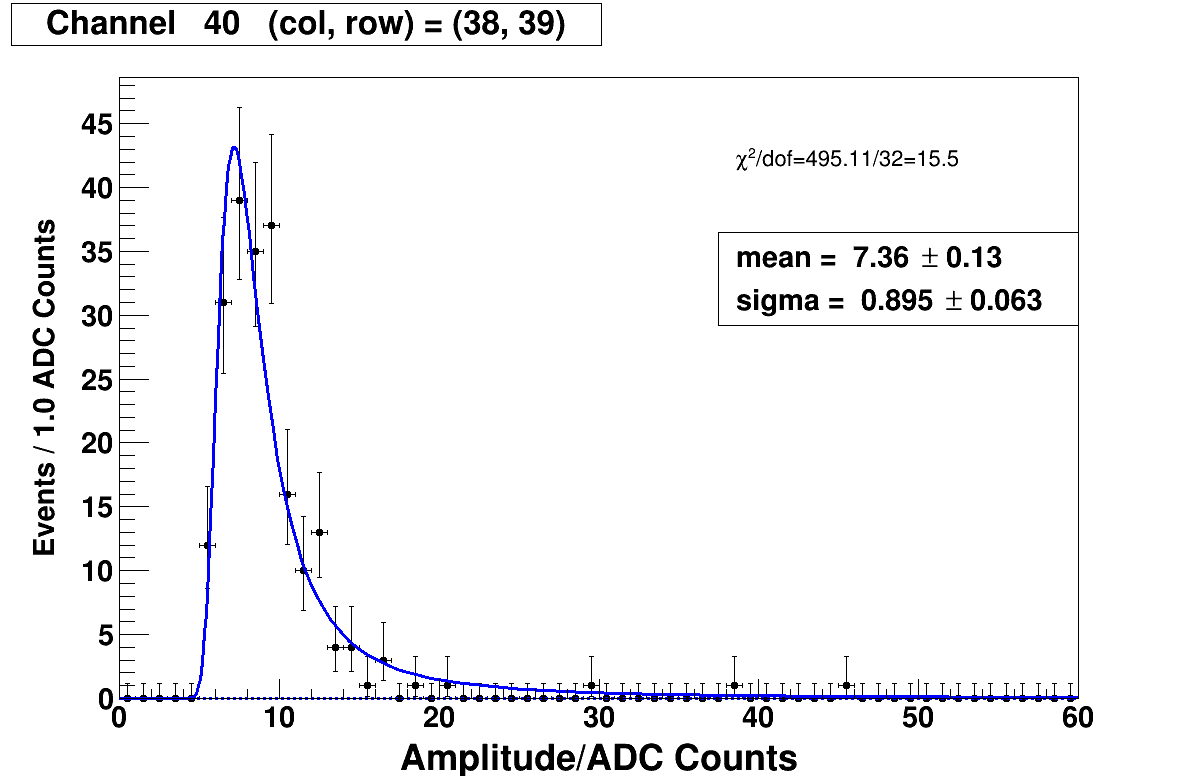 Channel 40 (col, row) = (38, 39)
45
40
35
30
25
20
15
10
5
0
Events / 1.0 ADC Counts
χ²/dof=495.11/32=15.5
mean = 7.36 ± 0.13
sigma = 0.895 ± 0.063
0 10 20 30 40 50 60
Amplitude/ADC Counts